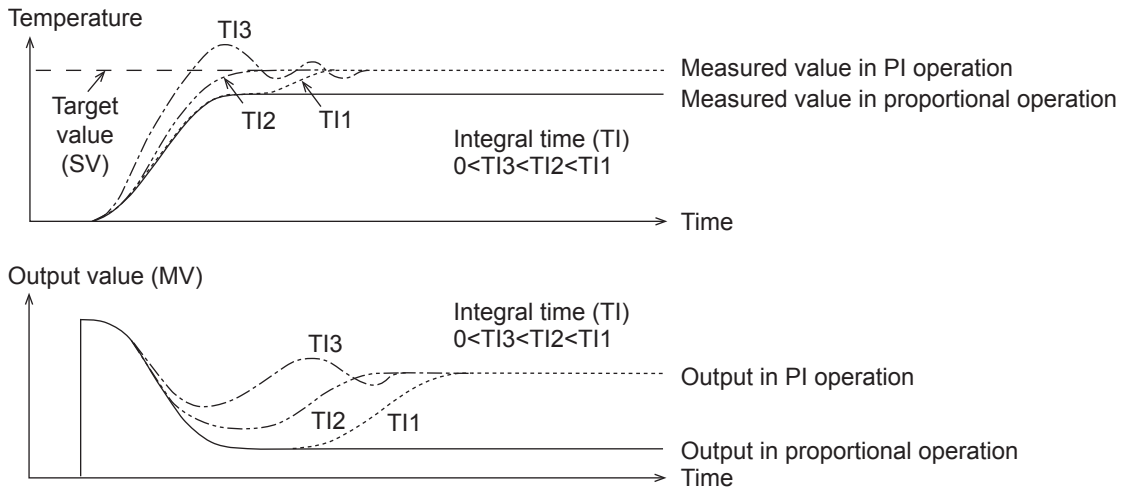 Temperature
TI3
Measured value in PI operation
Measured value in proportional operation
Target
value
(SV)
TI2
TI1
Integral time (TI)
0<TI3<TI2<TI1
Time
Output value (MV)
Integral time (TI)
0<TI3<TI2<TI1
TI3
Output in PI operation
TI2
TI1
Output in proportional operation
Time